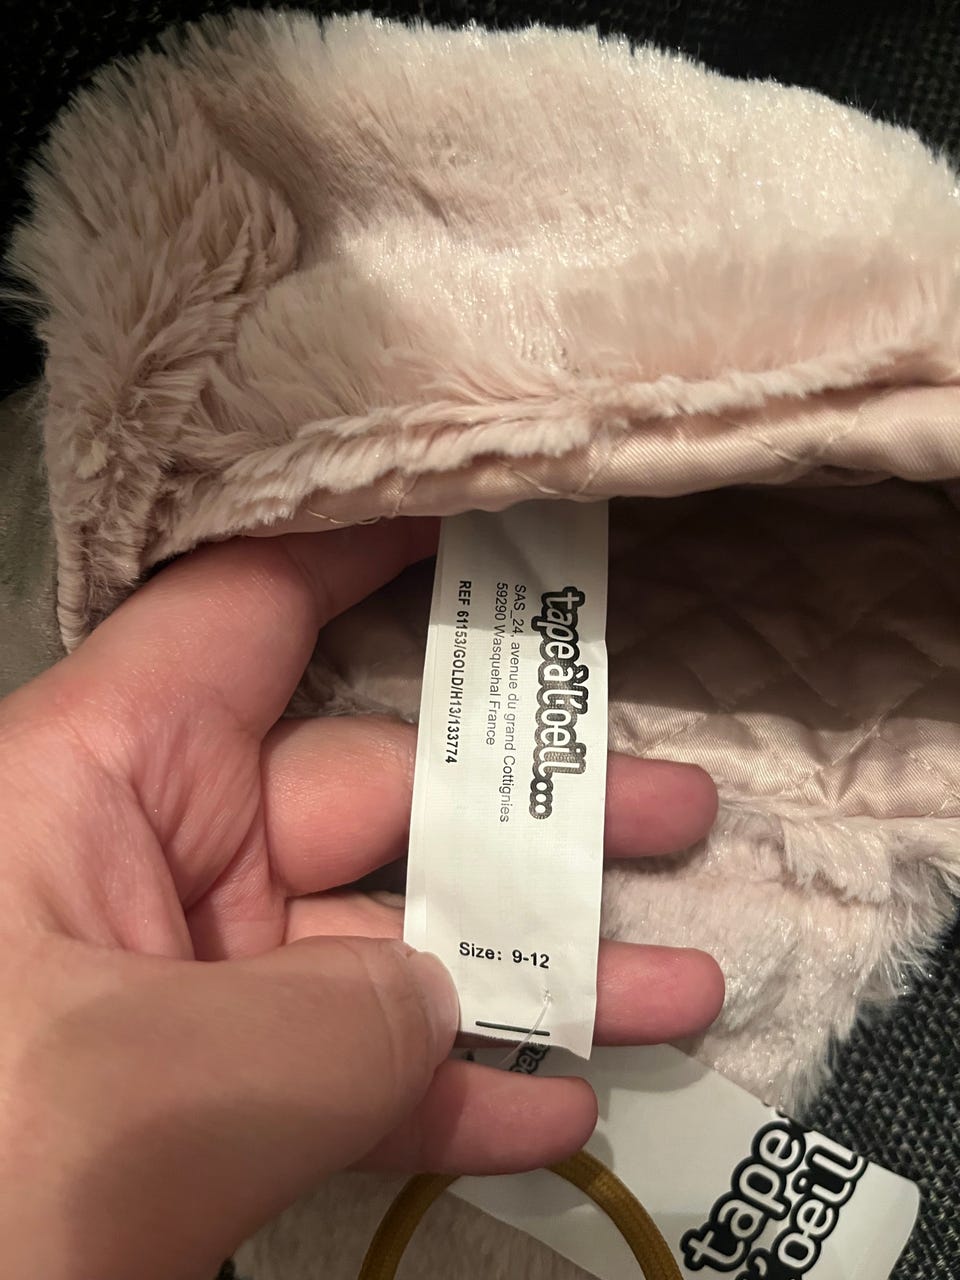 tape à l'oeil...
SAS_24, avenue du grand Cottignies
59290 Wasquehal France
REF 61153/GOLD/H13/133774
Size: 9-12
oeil
tape
l'oeil